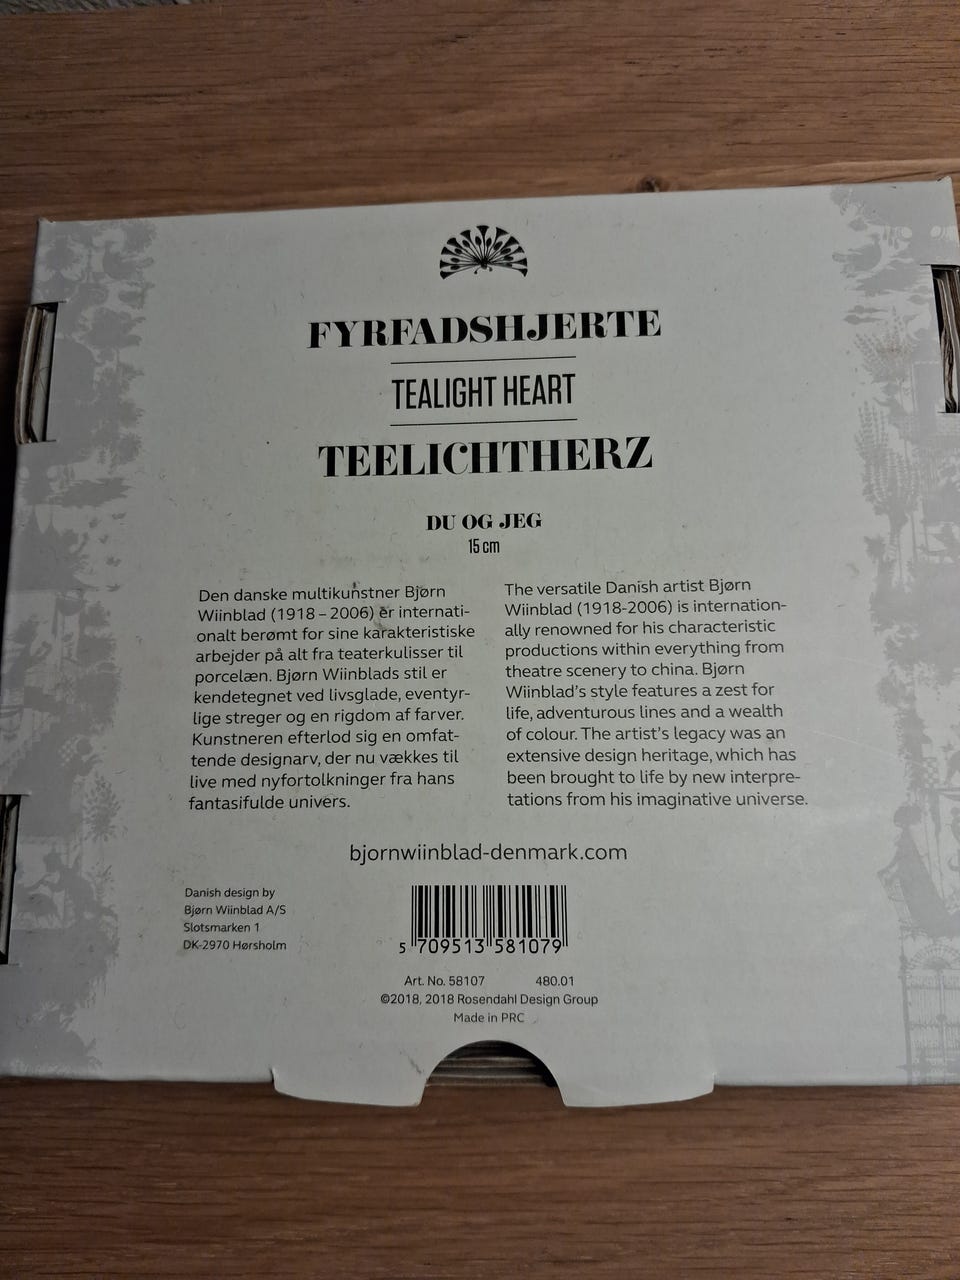 FYRFADSHJERTE
TEALIGHT HEART
TEELICHTHERZ
DU OG JEG
15 cm
Den danske multikunstner Bjørn
Wiinblad (1918 – 2006) er internati-
onalt berømt for sine karakteristiske
arbejder på alt fra teaterkulisser til
porcelæn. Bjørn Wiinblads stil er
kendetegnet ved livsglade, eventyr-
lige streger og en rigdom af farver.
Kunstneren efterlod sig en omfat-
tende designarv, der nu vækkes til
live med nyfortolkninger fra hans
fantasifulde univers.
The versatile Danish artist Bjørn
Wiinblad (1918-2006) is internation-
ally renowned for his characteristic
productions within everything from
theatre scenery to china. Bjørn
Wiinblad's style features a zest for
life, adventurous lines and a wealth
of colour. The artist's legacy was an
extensive design heritage, which has
been brought to life by new interpre-
tations from his imaginative universe.
bjornwiinblad-denmark.com
Danish design by
Bjørn Wiinblad A/S
Slotsmarken 1
DK-2970 Hørsholm
5 709513 581079
Art. No. 58107 480.01
©2018, 2018 Rosendahl Design Group
Made in PRC